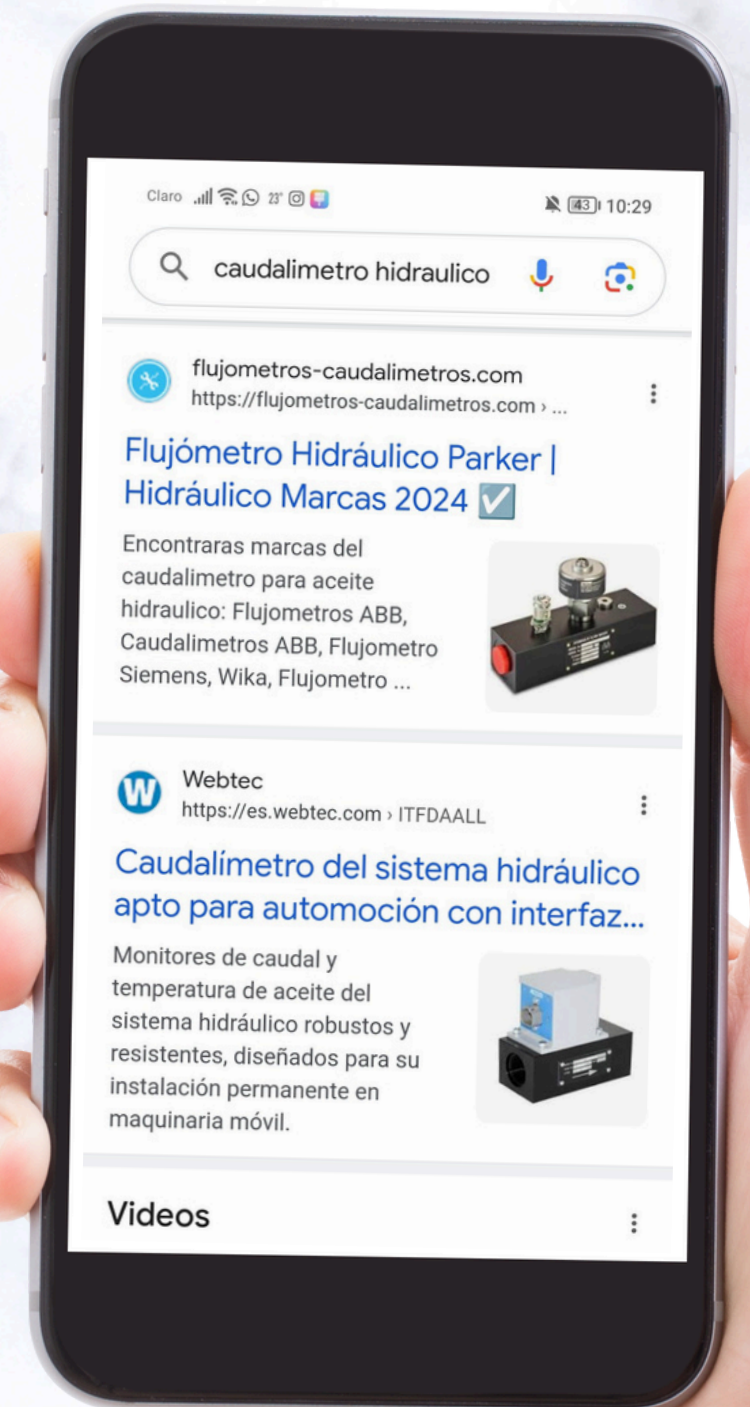 Claro 23° 43 10:29
caudalimetro hidraulico
flujometros-caudalimetros.com
https://flujometros-caudalimetros.com › ...
Flujómetro Hidráulico Parker |
Hidráulico Marcas 2024 ☑
Encontraras marcas del
caudalimetro para aceite
hidraulico: Flujometros ABB,
Caudalimetros ABB, Flujometro
Siemens, Wika, Flujometro ...
W
Webtec
https://es.webtec.com › ITFDAALL
Caudalímetro del sistema hidráulico
apto para automoción con interfaz...
Monitores de caudal y
temperatura de aceite del
sistema hidráulico robustos y
resistentes, diseñados para su
instalación permanente en
maquinaria móvil.
Videos